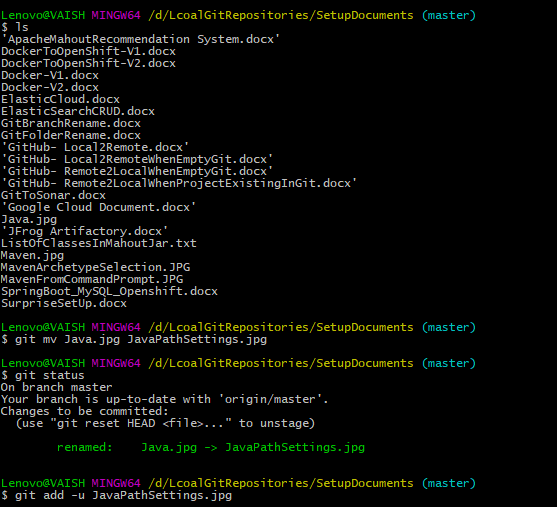 Lenovo@VAISH MINGW64 /d/LcoalGitRepositories/SetupDocuments (master)
$ ls
'ApacheMahoutRecommendation System.docx'
DockerToOpenShift-V1.docx
DockerToOpenShift-V2.docx
Docker-V1.docx
Docker-V2.docx
ElasticCloud.docx
ElasticSearchCRUD.docx
GitBranchRename.docx
GitFolderRename.docx
'GitHub- Local2Remote.docx'
'GitHub- Local2RemoteWhenEmptyGit.docx'
'GitHub- Remote2LocalWhenEmptyGit.docx'
'GitHub- Remote2LocalWhenProjectExistingInGit.docx'
GitToSonar.docx
'Google Cloud Document.docx'
Java.jpg
'JFrog Artifactory.docx'
ListOfClassesInMahoutJar.txt
Maven.jpg
MavenArchetypeSelection.JPG
MavenFromCommandPrompt.JPG
SpringBoot_MySQL_Openshift.docx
SurpriseSetUp.docx
Lenovo@VAISH MINGW64 /d/LcoalGitRepositories/SetupDocuments (master)
$ git mv Java.jpg JavaPathSettings.jpg
Lenovo@VAISH MINGW64 /d/LcoalGitRepositories/SetupDocuments (master)
$ git status
On branch master
Your branch is up-to-date with 'origin/master'.
Changes to be committed:
  (use "git reset HEAD <file>..." to unstage)
        renamed:    Java.jpg -> JavaPathSettings.jpg
Lenovo@VAISH MINGW64 /d/LcoalGitRepositories/SetupDocuments (master)
$ git add -u JavaPathSettings.jpg